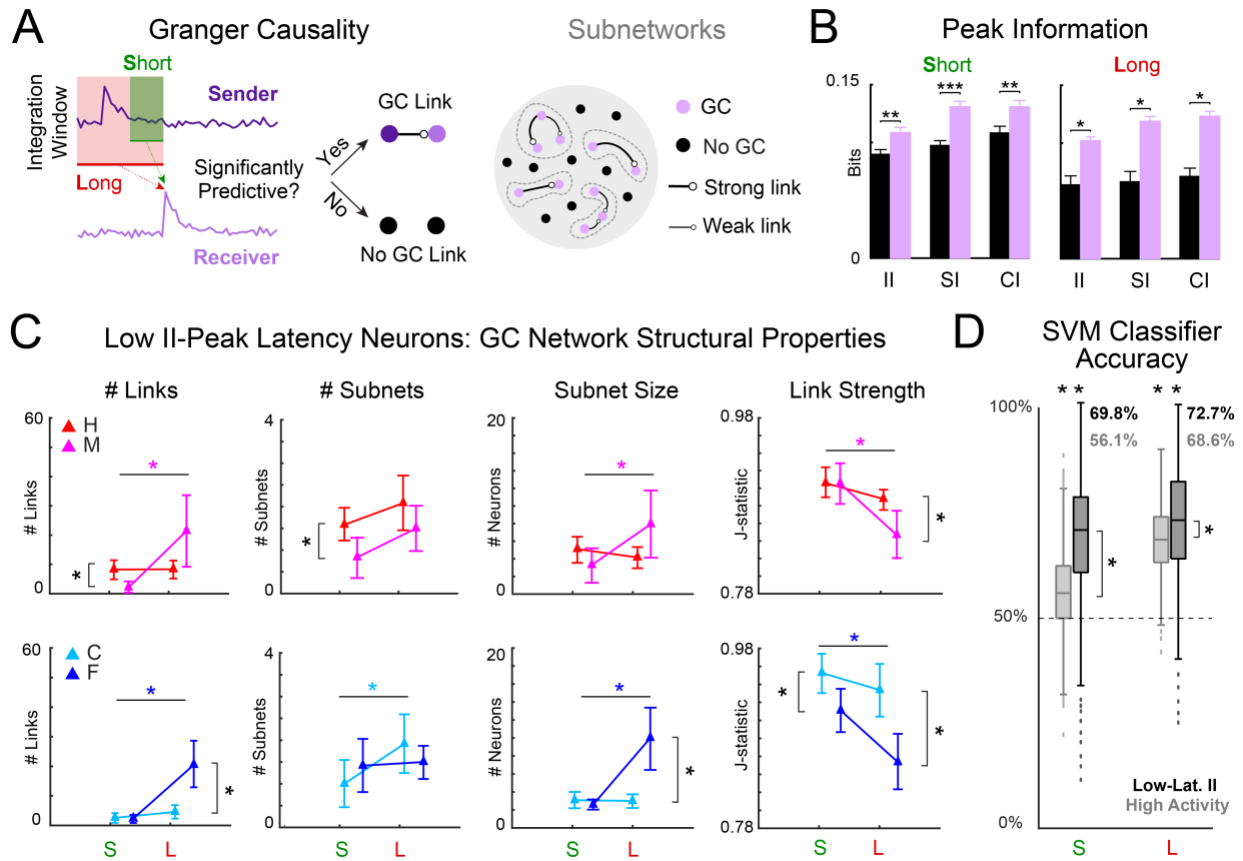 A
Granger Causality
Subnetworks
Short
Integration
Window
Sender
Long
Significantly
Predictive?
Receiver
Yes
No
GC Link
No GC Link
GC
No GC
Strong link
Weak link
B
Peak Information
Short
Long
0.15
Bits
0
** *** **
* * *
II SI CI
II SI CI
C
Low II-Peak Latency Neurons: GC Network Structural Properties
# Links
# Subnets
Subnet Size
Link Strength
60
# Links
0
H
M
*
*
4
# Subnets
0
*
20
# Neurons
0
*
0.98
J-statistic
0.78
*
*
60
# Links
0
C
F
*
*
4
# Subnets
0
*
20
# Neurons
0
*
*
0.98
J-statistic
0.78
*
*
*
S L
S L
S L
S L
D
SVM Classifier
Accuracy
* * * *
100%
69.8%
56.1%
72.7%
68.6%
*
*
50%
0%
Low-Lat. II
High Activity
S L